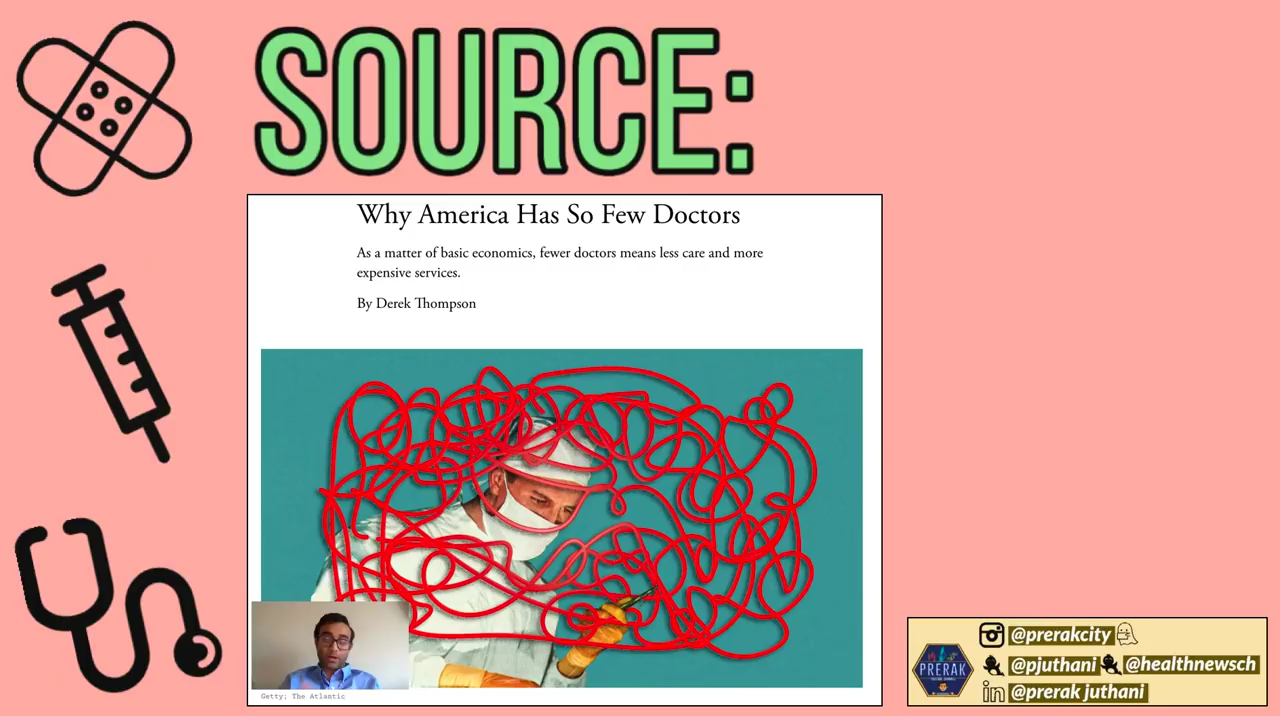 SOURCE:
Why America Has So Few Doctors
As a matter of basic economics, fewer doctors means less care and more
expensive services.
By Derek Thompson
Getty; The Atlantic
@prerakcity
@pjuthani @healthnewsch
in @prerak juthani
PRERAK